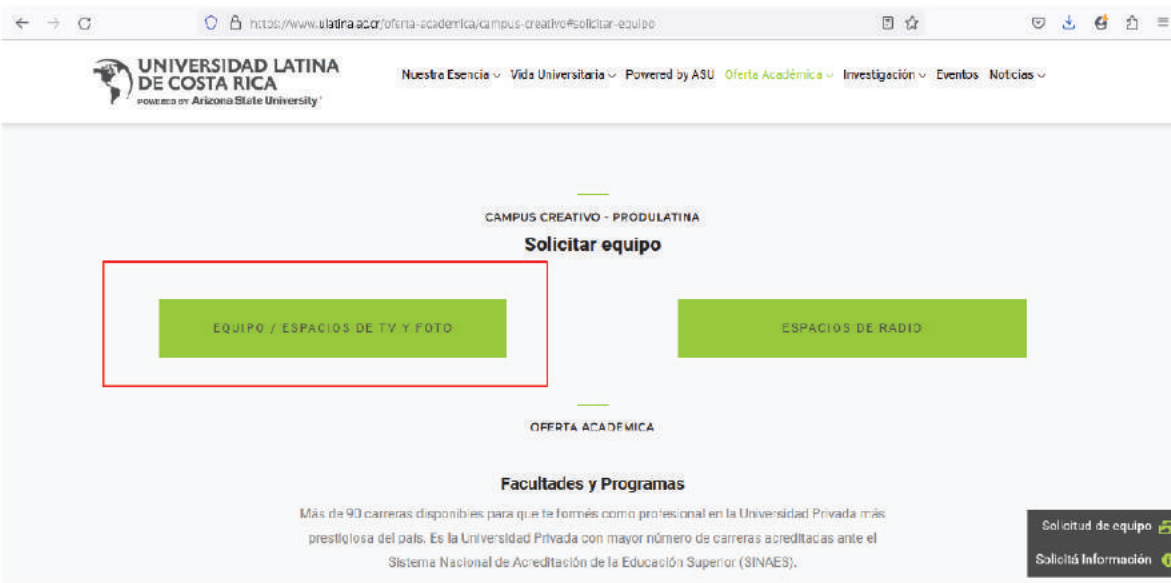 https://www.ulatina.ac.cr/oferta-academica/campus-creativo#solicitar-equipo
UNIVERSIDAD LATINA
DE COSTA RICA
POWERED BY Arizona State University
Nuestra Esencia Vida Universitaria Powered by ASU Oferta Académica Investigación Eventos Noticias
CAMPUS CREATIVO - PRODULATINA
Solicitar equipo
EQUIPO / ESPACIOS DE TV Y FOTO
ESPACIOS DE RADIO
OFERTA ACADEMICA
Facultades y Programas
Más de 90 carreras disponibles para que te formés como profesional en la Universidad Privada más
prestigiosa del país. Es la Universidad Privada con mayor número de carreras acreditadas ante el
Sistema Nacional de Acreditación de la Educación Superior (SINAES).
Solicitud de equipo
Solicitá Información